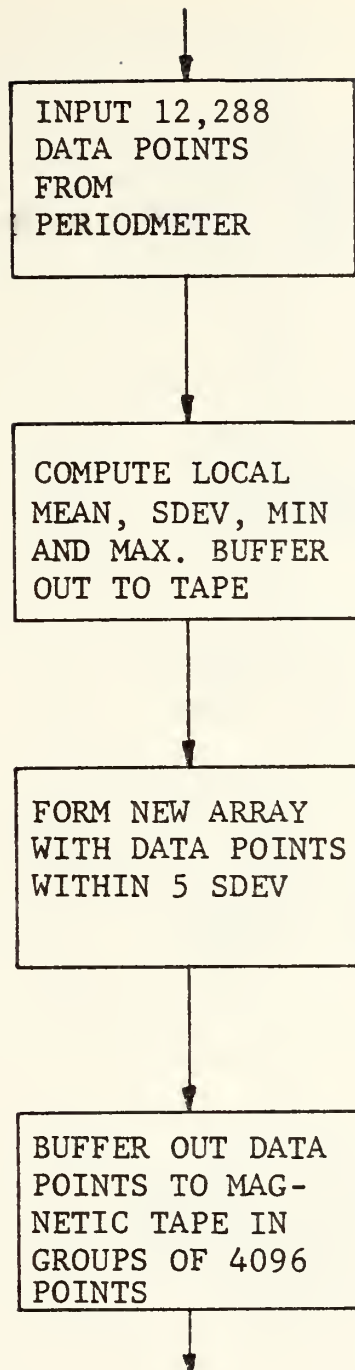 INPUT 12,288
DATA POINTS
FROM
PERIODMETER
COMPUTE LOCAL
MEAN, SDEV, MIN
AND MAX. BUFFER
OUT TO TAPE
FORM NEW ARRAY
WITH DATA POINTS
WITHIN 5 SDEV
BUFFER OUT DATA
POINTS TO MAG-
NETIC TAPE IN
GROUPS OF 4096
POINTS